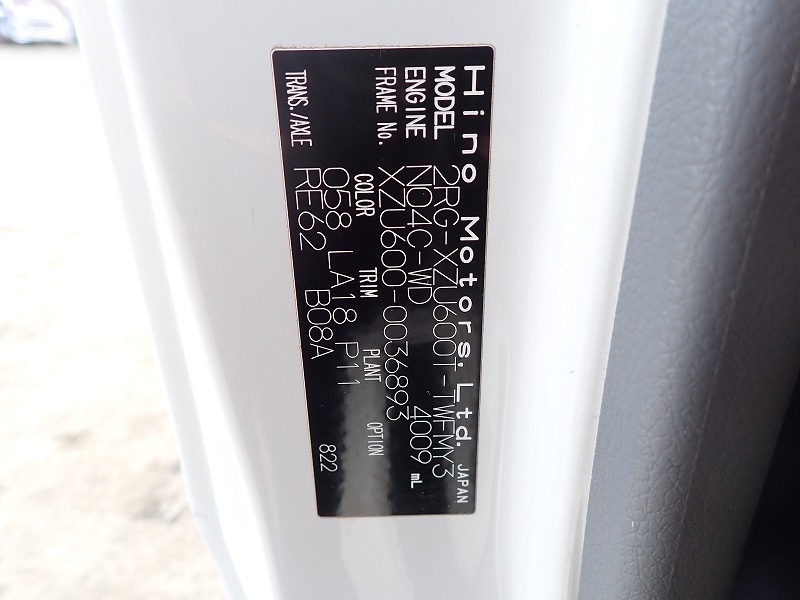 Hino Motors, Ltd. JAPAN
MODEL 2RG-XZU600T-TWFMY3
ENGINE N04C-WD 4009 mL
FRAME No. XZU600-0036893
COLOR TRIM PLANT OPTION
058 LA18 P11
TRANS./AXLE RE62 B08A 822